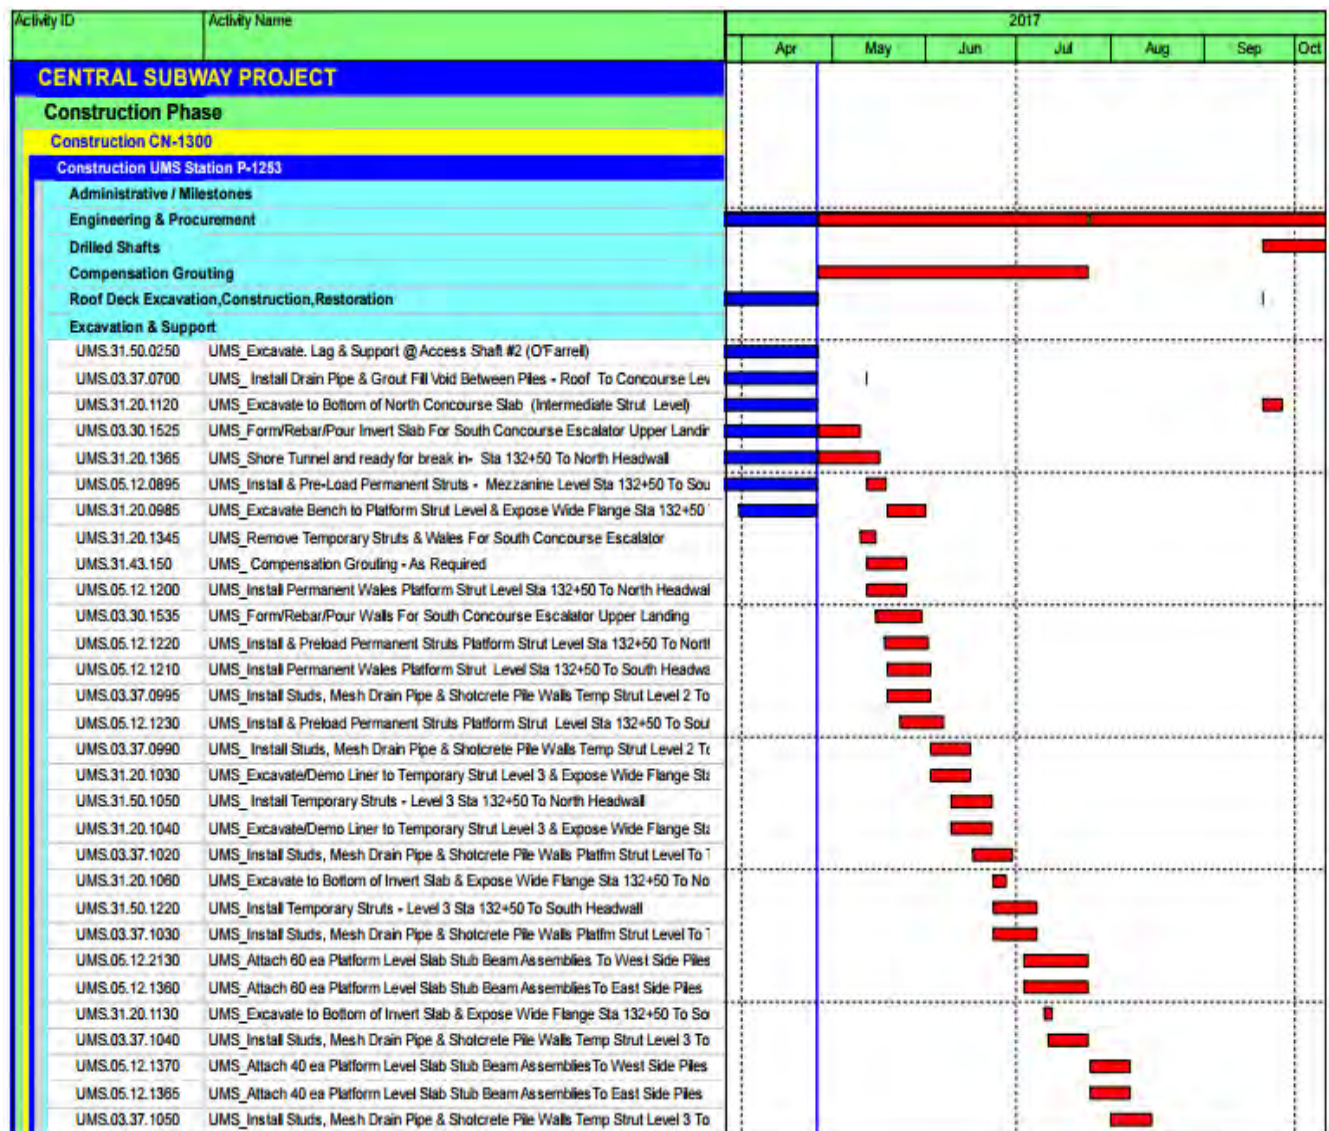 Activity ID Activity Name 2017
Apr May Jun Jul Aug Sep Oct
CENTRAL SUBWAY PROJECT
Construction Phase
Construction CN-1300
Construction UMS Station P-1253
Administrative / Milestones
Engineering & Procurement
Drilled Shafts
Compensation Grouting
Roof Deck Excavation,Construction,Restoration
Excavation & Support
UMS.31.50.0250 UMS_Excavate. Lag & Support @ Access Shaft #2 (O'Farrell)
UMS.03.37.0700 UMS_ Install Drain Pipe & Grout Fill Void Between Piles - Roof To Concourse Lev
UMS.31.20.1120 UMS_Excavate to Bottom of North Concourse Slab (Intermediate Strut Level)
UMS.03.30.1525 UMS_Form/Rebar/Pour Invert Slab For South Concourse Escalator Upper Landir
UMS.31.20.1365 UMS_Shore Tunnel and ready for break in- Sta 132+50 To North Headwall
UMS.05.12.0895 UMS_Install & Pre-Load Permanent Struts - Mezzanine Level Sta 132+50 To Sou
UMS.31.20.0985 UMS_Excavate Bench to Platform Strut Level & Expose Wide Flange Sta 132+50
UMS.31.20.1345 UMS_Remove Temporary Struts & Wales For South Concourse Escalator
UMS.31.43.150 UMS_ Compensation Grouting - As Required
UMS.05.12.1200 UMS_Install Permanent Wales Platform Strut Level Sta 132+50 To North Headwal
UMS.03.30.1535 UMS_Form/Rebar/Pour Walls For South Concourse Escalator Upper Landing
UMS.05.12.1220 UMS_Install & Preload Permanent Struts Platform Strut Level Sta 132+50 To North
UMS.05.12.1210 UMS_Install Permanent Wales Platform Strut Level Sta 132+50 To South Headwa
UMS.03.37.0995 UMS_Install Studs, Mesh Drain Pipe & Shotcrete Pile Walls Temp Strut Level 2 To
UMS.05.12.1230 UMS_Install & Preload Permanent Struts Platform Strut Level Sta 132+50 To Sou
UMS.03.37.0990 UMS_ Install Studs, Mesh Drain Pipe & Shotcrete Pile Walls Temp Strut Level 2 To
UMS.31.20.1030 UMS_Excavate/Demo Liner to Temporary Strut Level 3 & Expose Wide Flange Sta
UMS.31.50.1050 UMS_ Install Temporary Struts - Level 3 Sta 132+50 To North Headwall
UMS.31.20.1040 UMS_Excavate/Demo Liner to Temporary Strut Level 3 & Expose Wide Flange Sta
UMS.03.37.1020 UMS_Install Studs, Mesh Drain Pipe & Shotcrete Pile Walls Platfm Strut Level To T
UMS.31.20.1060 UMS_Excavate to Bottom of Invert Slab & Expose Wide Flange Sta 132+50 To No
UMS.31.50.1220 UMS_Install Temporary Struts - Level 3 Sta 132+50 To South Headwall
UMS.03.37.1030 UMS_Install Studs, Mesh Drain Pipe & Shotcrete Pile Walls Platfm Strut Level To T
UMS.05.12.2130 UMS_Attach 60 ea Platform Level Slab Stub Beam Assemblies To West Side Piles
UMS.05.12.1360 UMS_Attach 60 ea Platform Level Slab Stub Beam Assemblies To East Side Piles
UMS.31.20.1130 UMS_Excavate to Bottom of Invert Slab & Expose Wide Flange Sta 132+50 To So
UMS.03.37.1040 UMS_Install Studs, Mesh Drain Pipe & Shotcrete Pile Walls Temp Strut Level 3 To
UMS.05.12.1370 UMS_Attach 40 ea Platform Level Slab Stub Beam Assemblies To West Side Piles
UMS.05.12.1365 UMS_Attach 40 ea Platform Level Slab Stub Beam Assemblies To East Side Piles
UMS.03.37.1050 UMS_Install Studs, Mesh Drain Pipe & Shotcrete Pile Walls Temp Strut Level 3 To